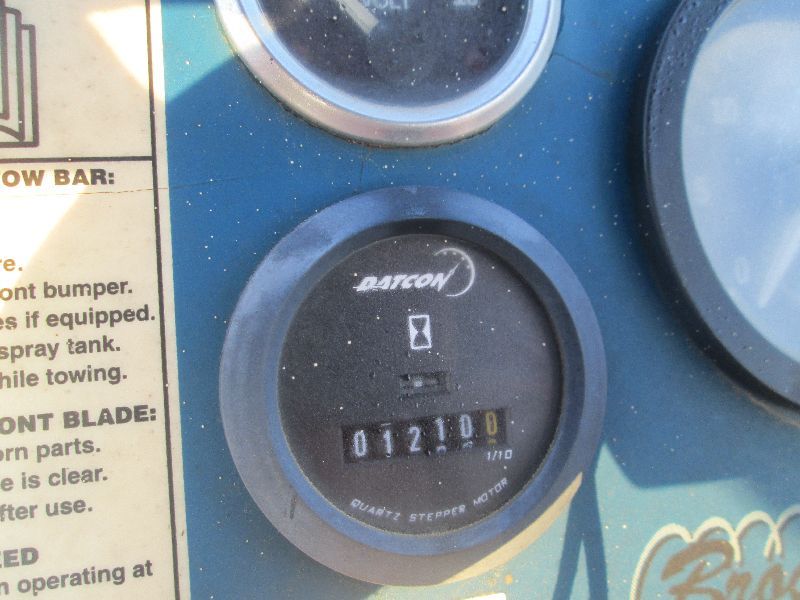 OW BAR:
re.
ont bumper.
es if equipped.
spray tank.
hile towing.
ONT BLADE:
orn parts.
e is clear.
fter use.
EED
n operating at
DATCON
012100
1/10
QUARTZ STEPPER MOTOR